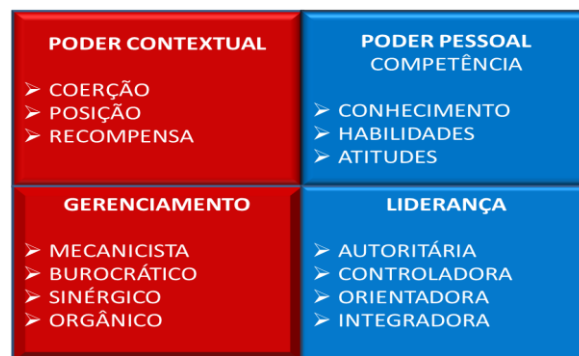 PODER CONTEXTUAL
➢ COERÇÃO
➢ POSIÇÃO
➢ RECOMPENSA
PODER PESSOAL
COMPETÊNCIA
➢ CONHECIMENTO
➢ HABILIDADES
➢ ATITUDES
GERENCIAMENTO
➢ MECANICISTA
➢ BUROCRÁTICO
➢ SINÉRGICO
➢ ORGÂNICO
LIDERANÇA
➢ AUTORITÁRIA
➢ CONTROLADORA
➢ ORIENTADORA
➢ INTEGRADORA